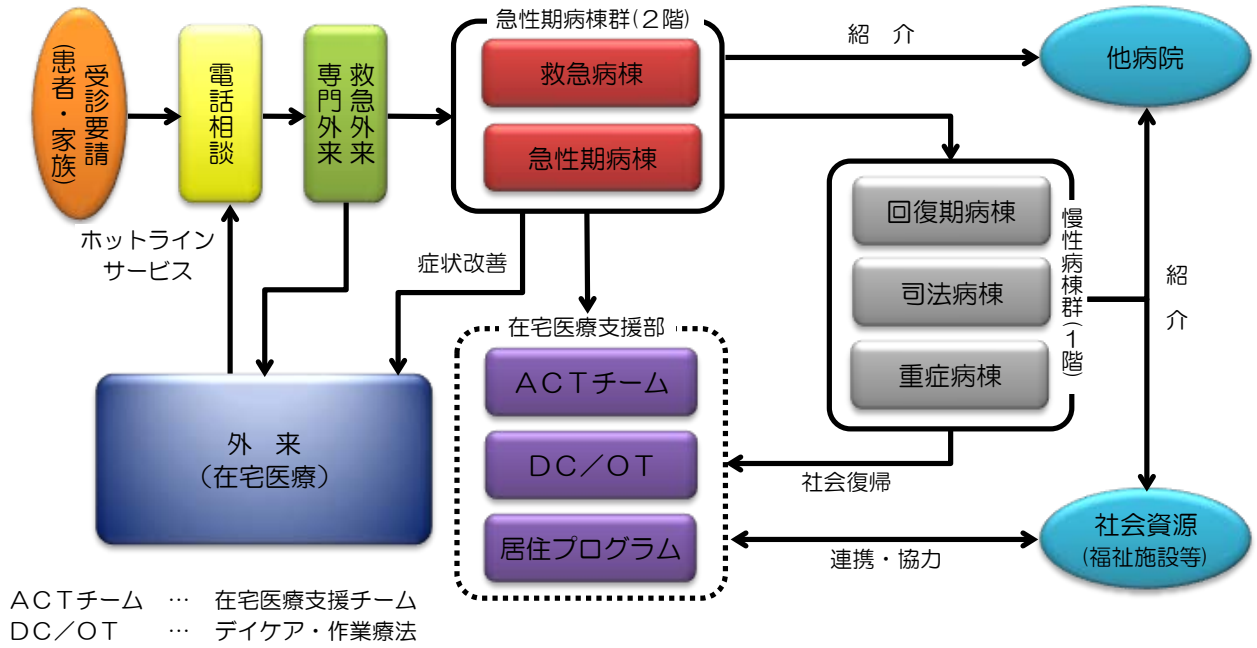 受診要請
(患者・家族)
電話相談
救急外来
専門外来
急性期病棟群(２階)
救急病棟
急性期病棟
紹　介
他病院
慢性病棟群(１階)
回復期病棟
司法病棟
重症病棟
紹　介
ホットライン
サービス
症状改善
外　来
(在宅医療)
在宅医療支援部
ＡＣＴチーム
ＤＣ／ＯＴ
居住プログラム
社会復帰
連携・協力
社会資源
(福祉施設等)
ＡＣＴチーム　…　在宅医療支援チーム
ＤＣ／ＯＴ　…　デイケア・作業療法